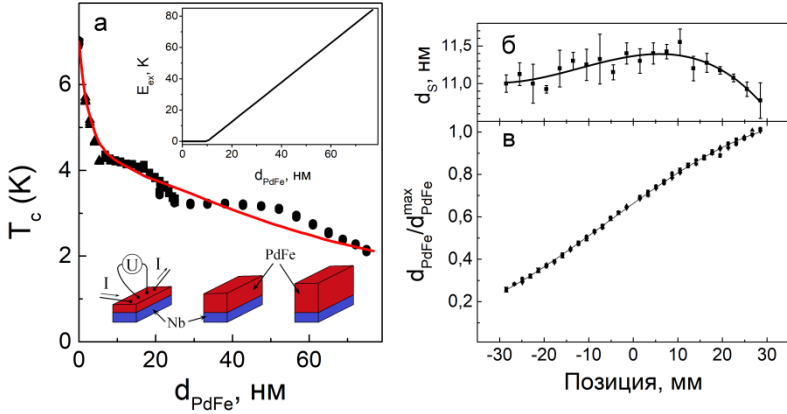 а
T_c (K)
6
4
2
0
0
20
40
60
d_PdFe, нм
E_ex, К
80
60
40
20
0
0
20
40
60
d_PdFe, нм
I
U
I
Nb
PdFe
б
d_S, нм
11,5
11,0
в
d_PdFe/d^max_PdFe
1,0
0,8
0,6
0,4
0,2
-30
-20
-10
0
10
20
30
Позиция, мм